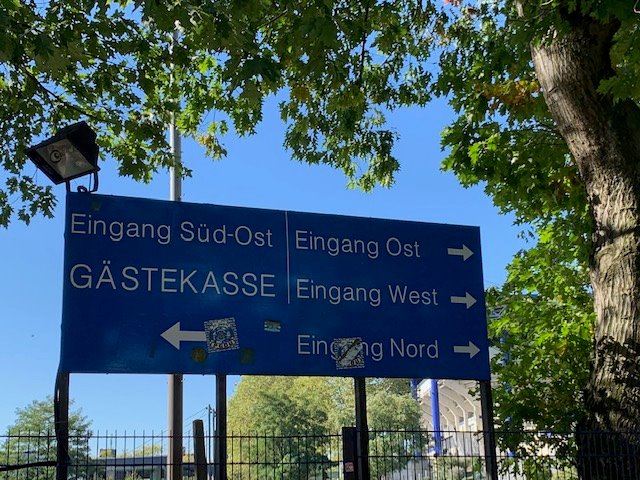 Eingang Süd-Ost
GÄSTEKASSE
Eingang Ost
Eingang West
Eingang Nord